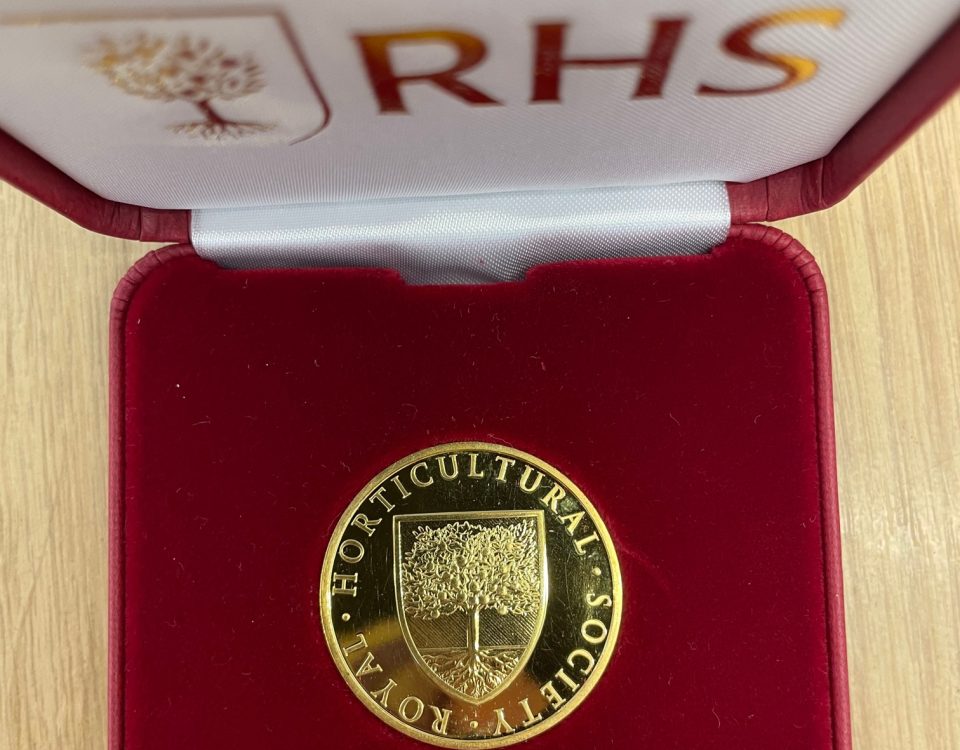 RHS
ROYAL · HORTICULTURAL · SOCIETY ·